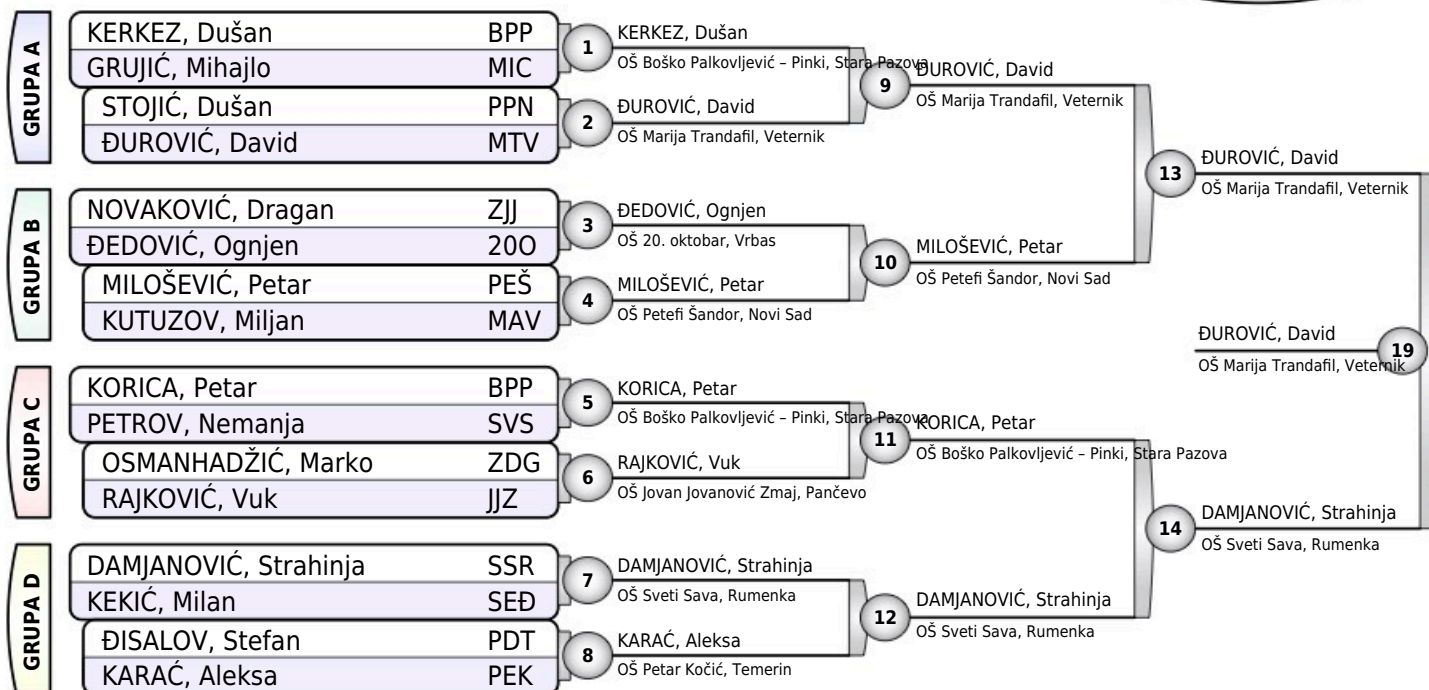 GRUPA A
KERKEZ, Dušan BPP
GRUJIĆ, Mihajlo MIC
STOJIĆ, Dušan PPN
ĐUROVIĆ, David MTV
1
KERKEZ, Dušan
OŠ Boško Palkovljević – Pinki, Stara Pazova
2
ĐUROVIĆ, David
OŠ Marija Trandafil, Veternik
9
ĐUROVIĆ, David
OŠ Marija Trandafil, Veternik
GRUPA B
NOVAKOVIĆ, Dragan ZJJ
ĐEDOVIĆ, Ognjen 20O
MILOŠEVIĆ, Petar PEŠ
KUTUZOV, Miljan MAV
3
ĐEDOVIĆ, Ognjen
OŠ 20. oktobar, Vrbas
4
MILOŠEVIĆ, Petar
OŠ Petefi Šandor, Novi Sad
10
MILOŠEVIĆ, Petar
OŠ Petefi Šandor, Novi Sad
13
ĐUROVIĆ, David
OŠ Marija Trandafil, Veternik
GRUPA C
KORICA, Petar BPP
PETROV, Nemanja SVS
OSMANHADŽIĆ, Marko ZDG
RAJKOVIĆ, Vuk JJZ
5
KORICA, Petar
OŠ Boško Palkovljević – Pinki, Stara Pazova
6
RAJKOVIĆ, Vuk
OŠ Jovan Jovanović Zmaj, Pančevo
11
KORICA, Petar
OŠ Boško Palkovljević – Pinki, Stara Pazova
GRUPA D
DAMJANOVIĆ, Strahinja SSR
KEKIĆ, Milan SEĐ
ĐISALOV, Stefan PDT
KARAĆ, Aleksa PEK
7
DAMJANOVIĆ, Strahinja
OŠ Sveti Sava, Rumenka
8
KARAĆ, Aleksa
OŠ Petar Kočić, Temerin
12
DAMJANOVIĆ, Strahinja
OŠ Sveti Sava, Rumenka
14
DAMJANOVIĆ, Strahinja
OŠ Sveti Sava, Rumenka
ĐUROVIĆ, David
OŠ Marija Trandafil, Veternik
19